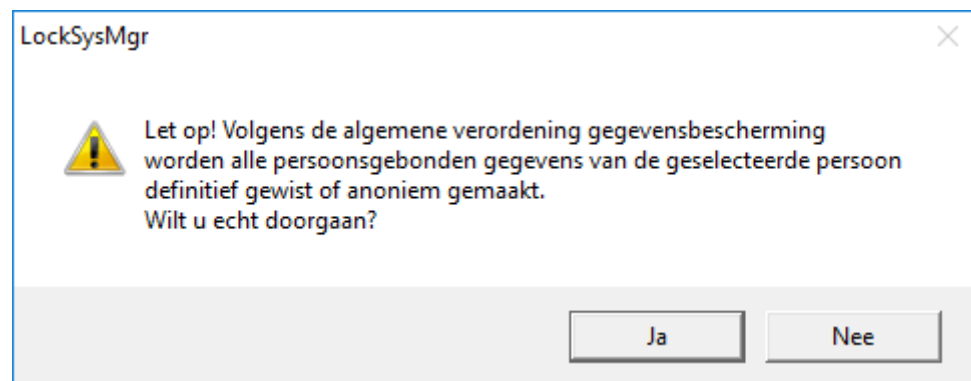 LockSysMgr
Let op! Volgens de algemene verordening gegevensbescherming
worden alle persoonsgebonden gegevens van de geselecteerde persoon
definitief gewist of anoniem gemaakt.
Wilt u echt doorgaan?
Ja
Nee